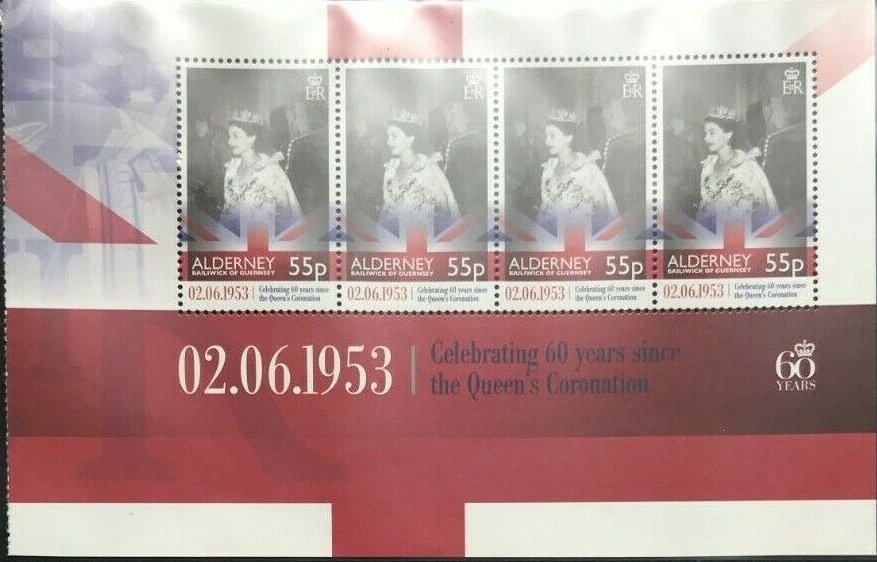 EIIR
ALDERNEY 55p
BAILIWICK OF GUERNSEY
02.06.1953 | Celebrating 60 years since
the Queen's Coronation
EIIR
ALDERNEY 55p
BAILIWICK OF GUERNSEY
02.06.1953 | Celebrating 60 years since
the Queen's Coronation
EIIR
ALDERNEY 55p
BAILIWICK OF GUERNSEY
02.06.1953 | Celebrating 60 years since
the Queen's Coronation
EIIR
ALDERNEY 55p
BAILIWICK OF GUERNSEY
02.06.1953 | Celebrating 60 years since
the Queen's Coronation
02.06.1953 | Celebrating 60 years since
the Queen's Coronation
60
YEARS